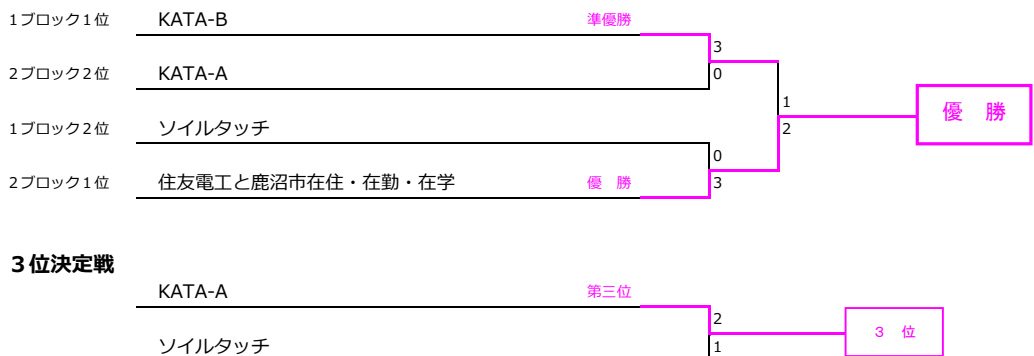 1ブロック1位 KATA-B 準優勝
3
2ブロック2位 KATA-A 0
1
優 勝
1ブロック2位 ソイルタッチ 2
0
2ブロック1位 住友電工と鹿沼市在住・在勤・在学 優 勝 3
3位決定戦
KATA-A 第三位
2
3 位
ソイルタッチ 1